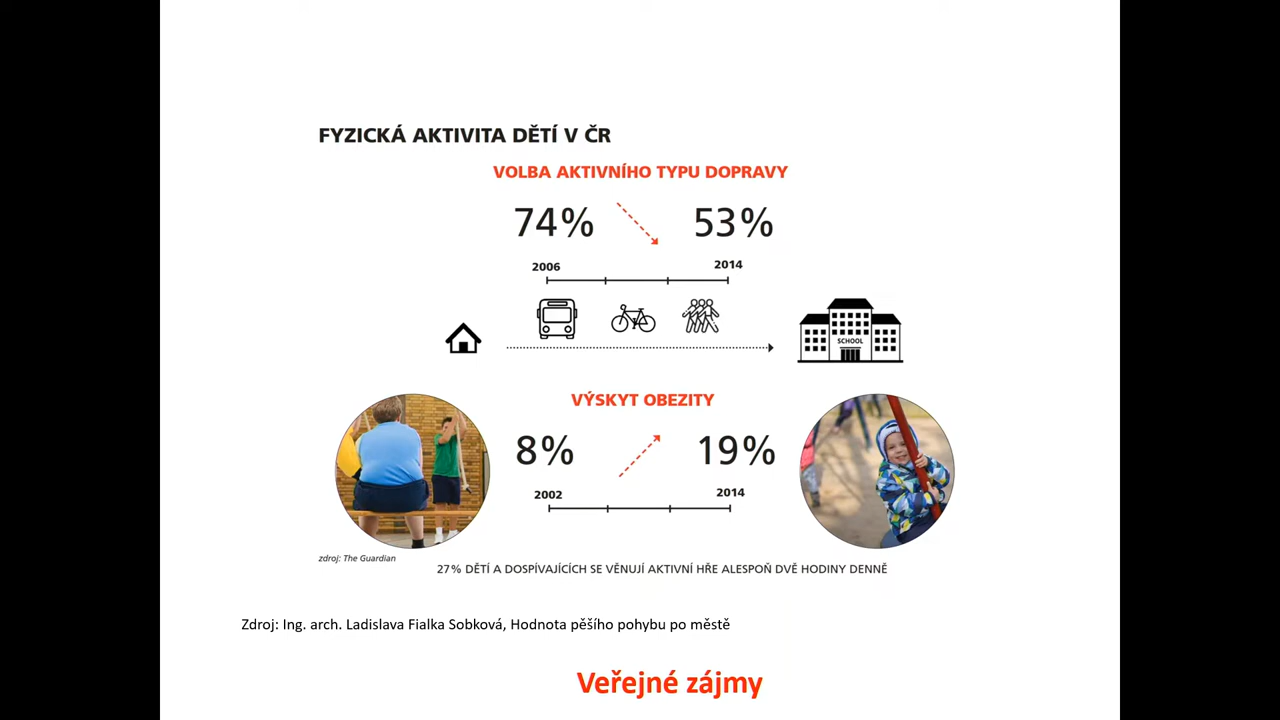 FYZICKÁ AKTIVITA DĚTÍ V ČR
VOLBA AKTIVNÍHO TYPU DOPRAVY
74% 53%
2006 2014
SCHOOL
VÝSKYT OBEZITY
8% 19%
2002 2014
zdroj: The Guardian
27% DĚTÍ A DOSPÍVAJÍCÍCH SE VĚNUJÍ AKTIVNÍ HŘE ALESPOŇ DVĚ HODINY DENNĚ
Zdroj: Ing. arch. Ladislava Fialka Sobková, Hodnota pěšího pohybu po městě
Veřejné zájmy